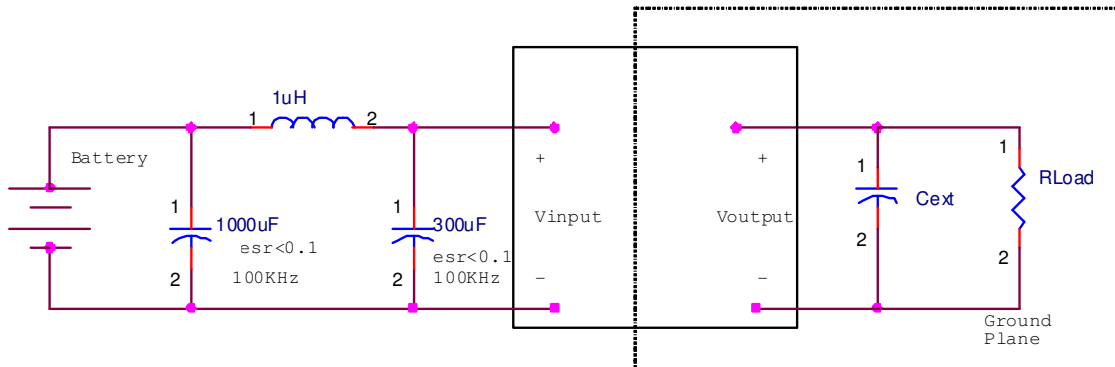 1uH
1 2
Battery
1
1000uF
esr<0.1
100KHz
2
1
300uF
esr<0.1
100KHz
2
+
Vinput
−
+
Voutput
−
1
Cext
2
1
RLoad
2
Ground
Plane